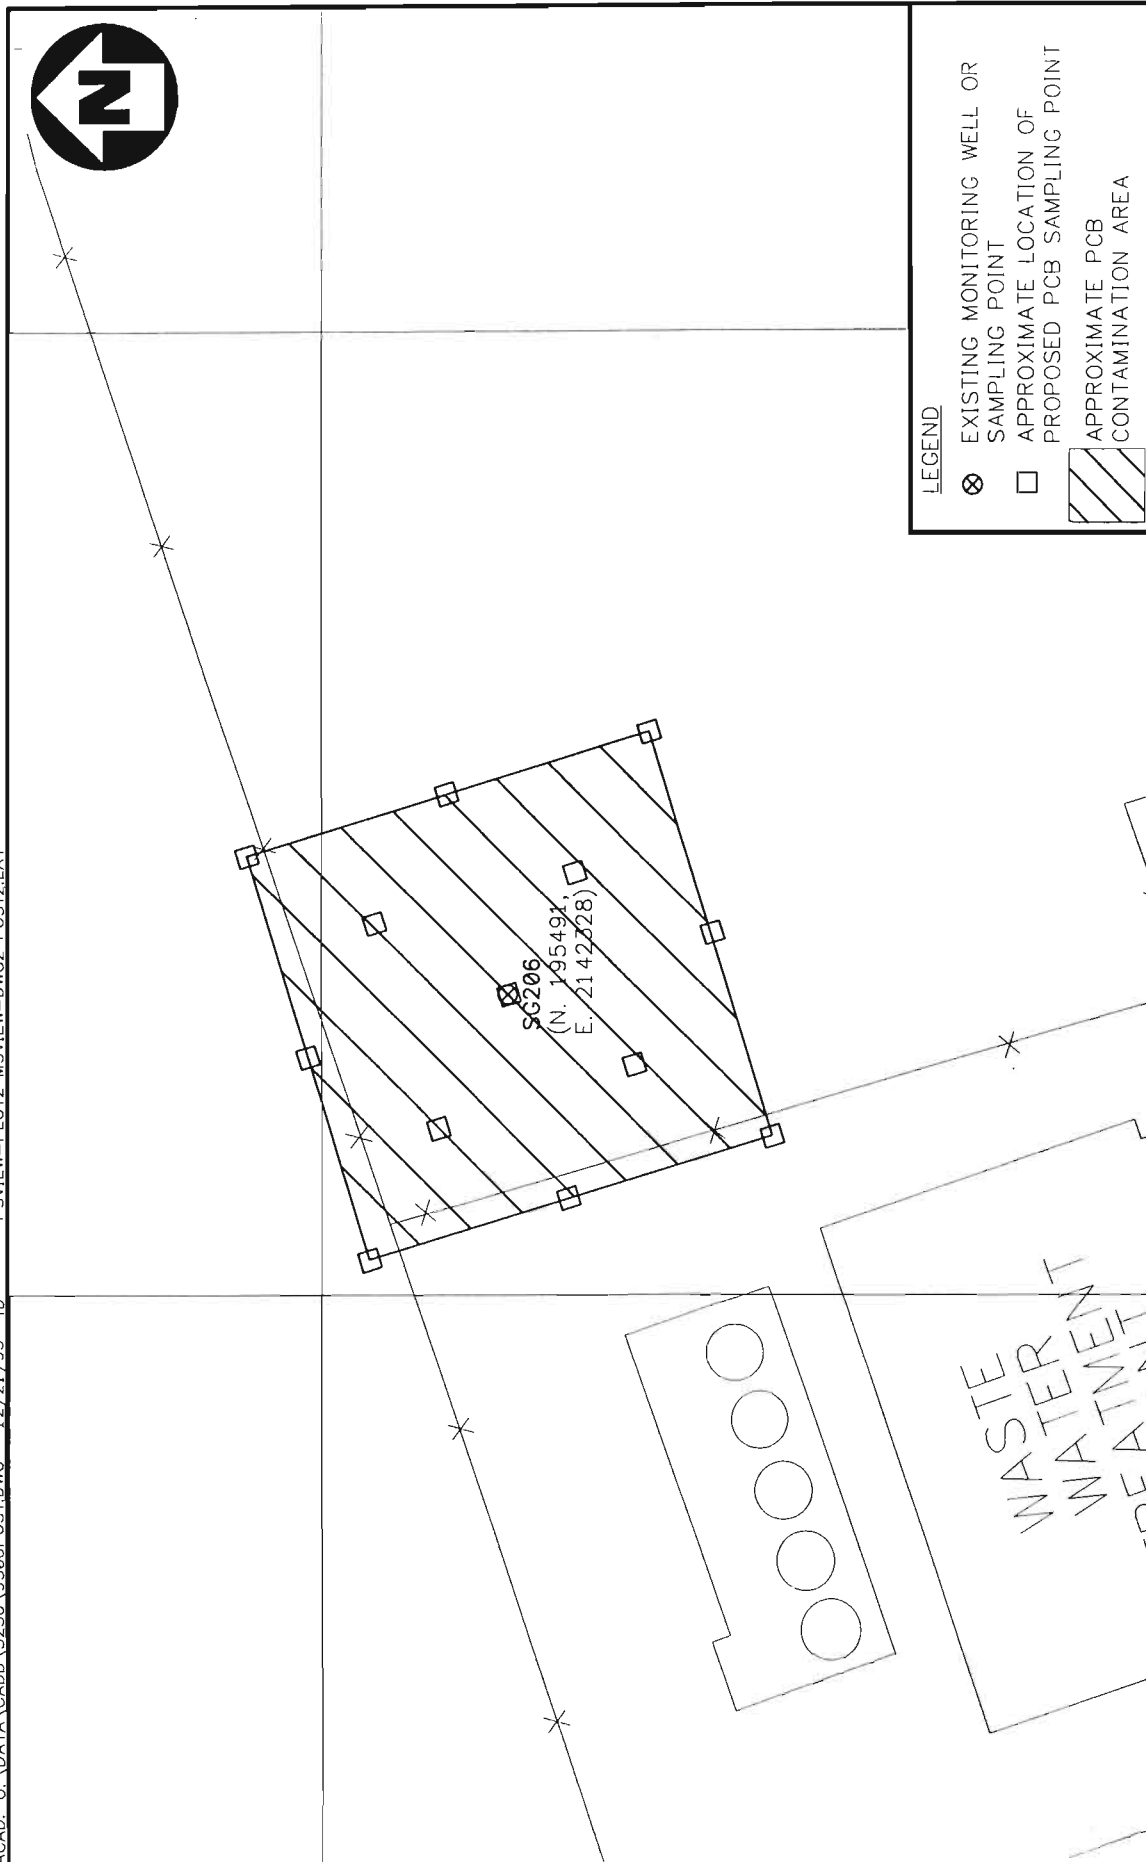 N
LEGEND
EXISTING MONITORING WELL OR
SAMPLING POINT
APPROXIMATE LOCATION OF
PROPOSED PCB SAMPLING POINT
APPROXIMATE PCB
CONTAMINATION AREA
SG206
(N. 195491,
E. 2142328)
WASTE
WATER
WATMENT